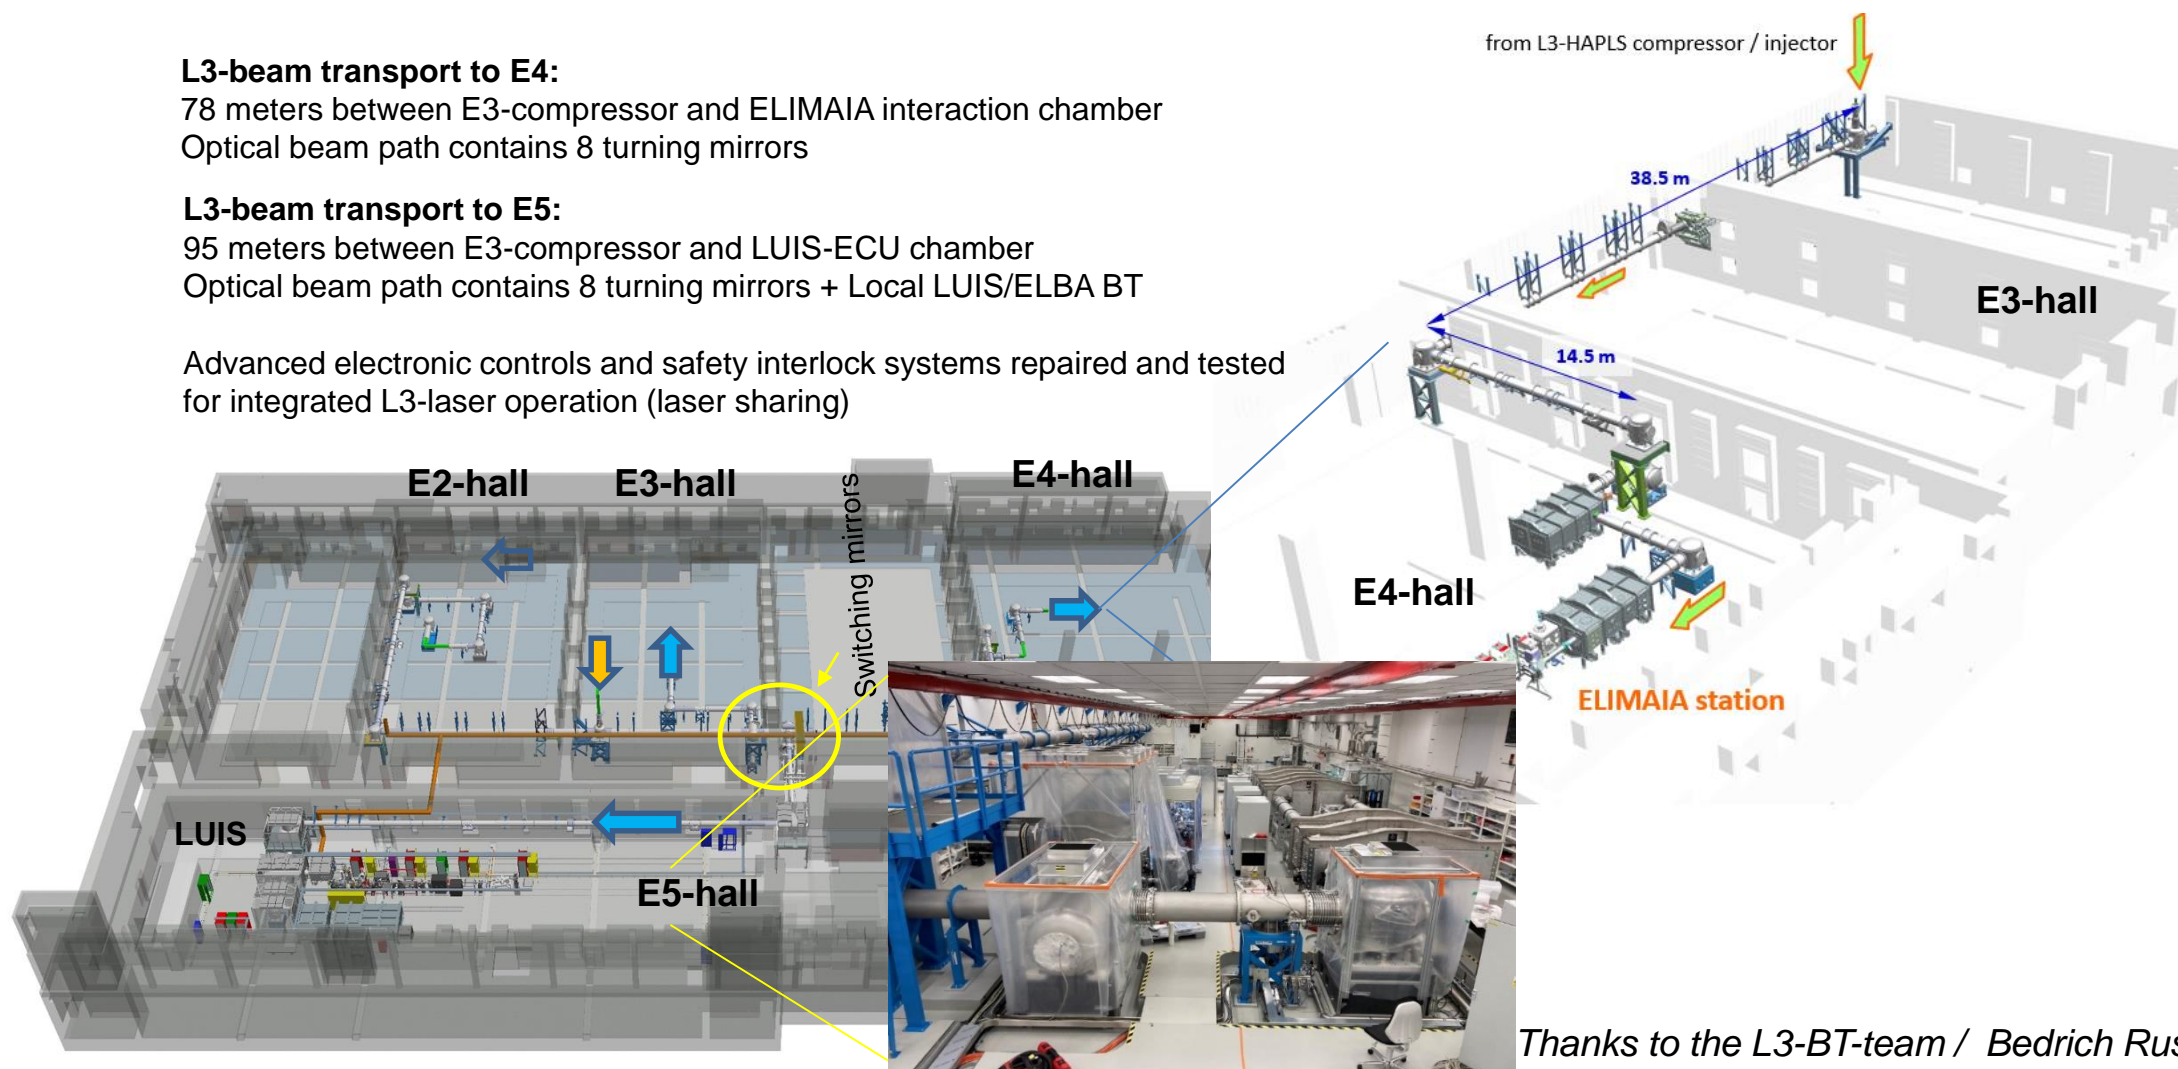 L3-beam transport to E4:
78 meters between E3-compressor and ELIMAIA interaction chamber
Optical beam path contains 8 turning mirrors
L3-beam transport to E5:
95 meters between E3-compressor and LUIS-ECU chamber
Optical beam path contains 8 turning mirrors + Local LUIS/ELBA BT
Advanced electronic controls and safety interlock systems repaired and tested
for integrated L3-laser operation (laser sharing)
from L3-HAPLS compressor / injector
38.5 m
E3-hall
14.5 m
E4-hall
ELIMAIA station
E2-hall
E3-hall
Switching mirrors
E4-hall
LUIS
E5-hall
Thanks to the L3-BT-team / Bedrich Rus